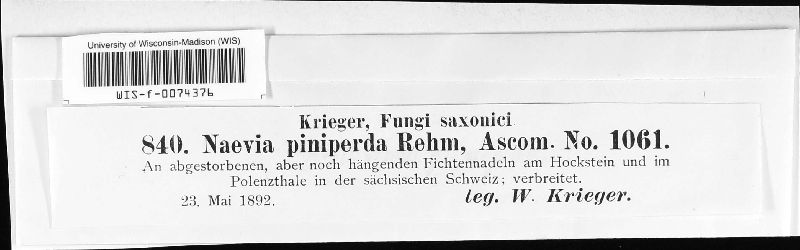 University of Wisconsin-Madison (WIS)
WIS-f-0074376
Krieger, Fungi saxonici
840. Naevia piniperda Rehm, Ascom. No. 1061.
An abgestorbenen, aber noch hängenden Fichtennadeln am Hockstein und im
Polenzthale in der sächsischen Schweiz; verbreitet.
23. Mai 1892. leg. W. Krieger.